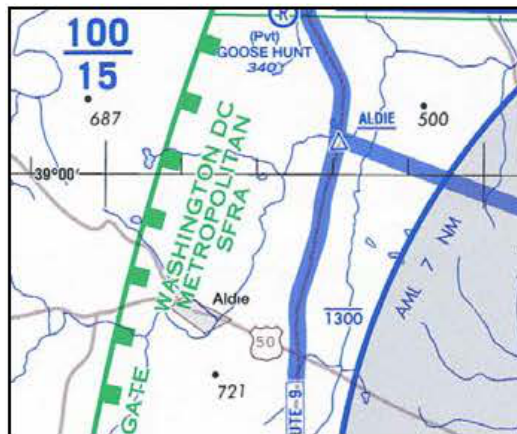 100
15
R
(Pvt)
GOOSE HUNT
340
687
ALDIE
500
39°00'
WASHINGTON DC
METROPOLITAN
SFRA
AML 7 NM
Aldie
1300
50
721
GATE
UTE 9